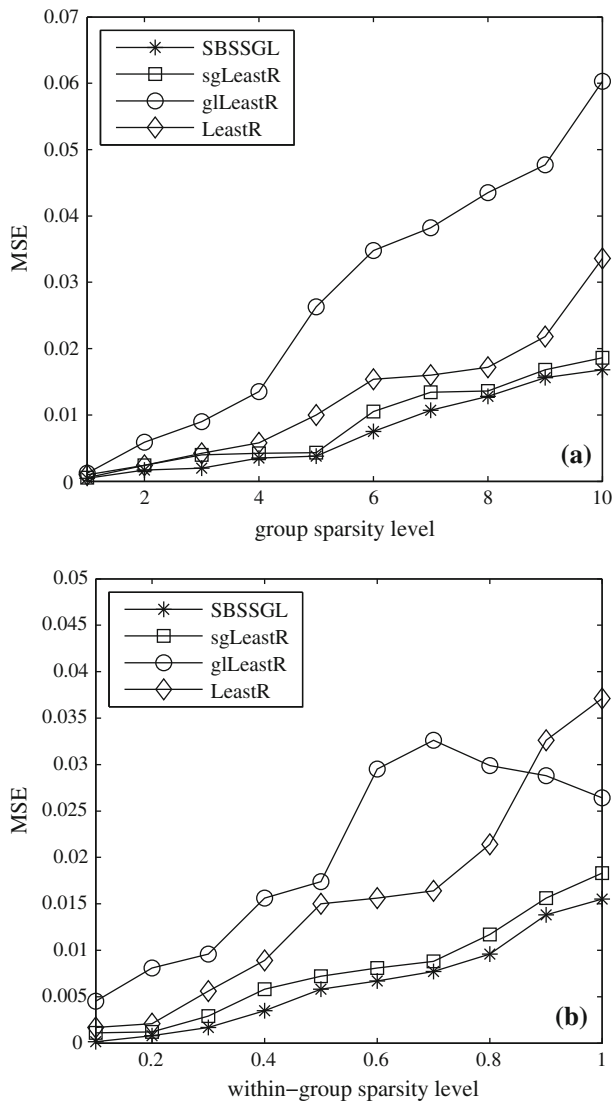 0.07
0.06
0.05
0.04
0.03
0.02
0.01
0
MSE
SBSSGL
sgLeastR
glLeastR
LeastR
(a)
2 4 6 8 10
group sparsity level
0.05
0.045
0.04
0.035
0.03
0.025
0.02
0.015
0.01
0.005
0
MSE
SBSSGL
sgLeastR
glLeastR
LeastR
(b)
0.2 0.4 0.6 0.8 1
within−group sparsity level